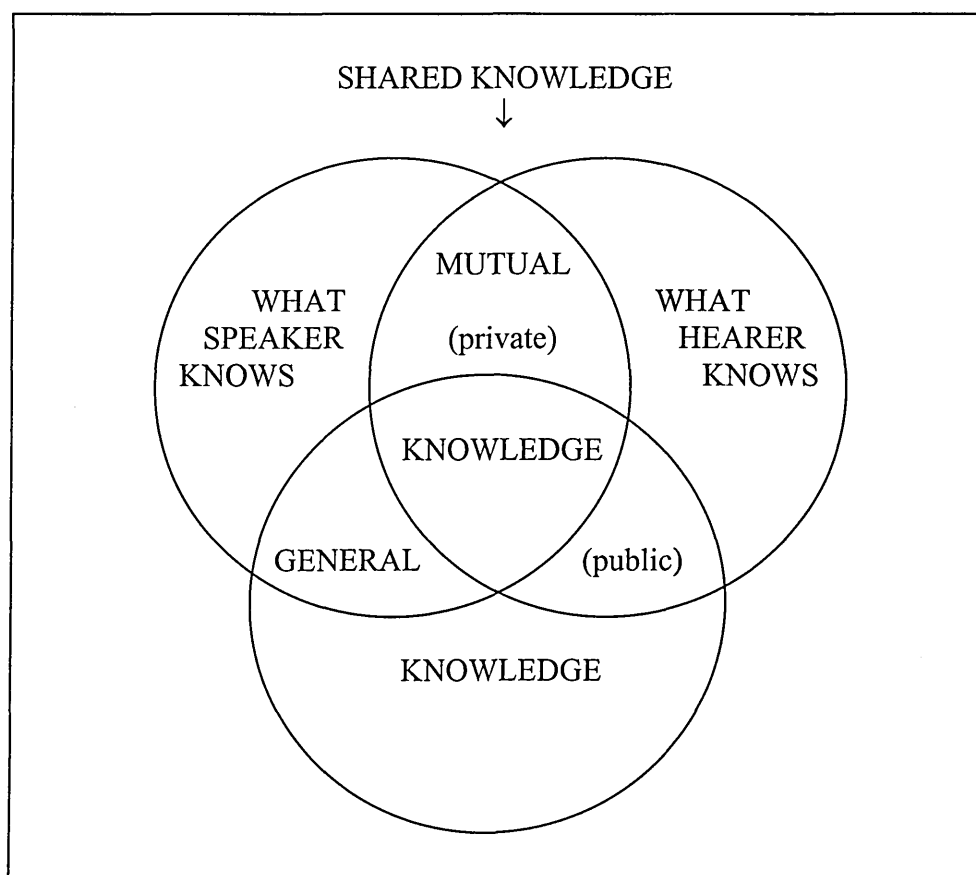 SHARED KNOWLEDGE
↓
MUTUAL
(private)
WHAT
SPEAKER
KNOWS
WHAT
HEARER
KNOWS
KNOWLEDGE
GENERAL
(public)
KNOWLEDGE